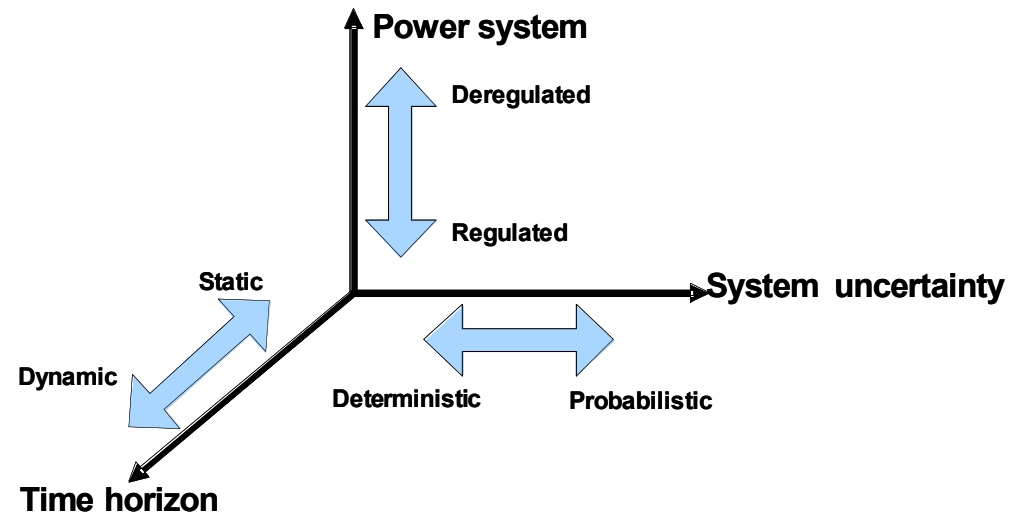 Power system
Deregulated
Regulated
Static
System uncertainty
Dynamic
Deterministic
Probabilistic
Time horizon